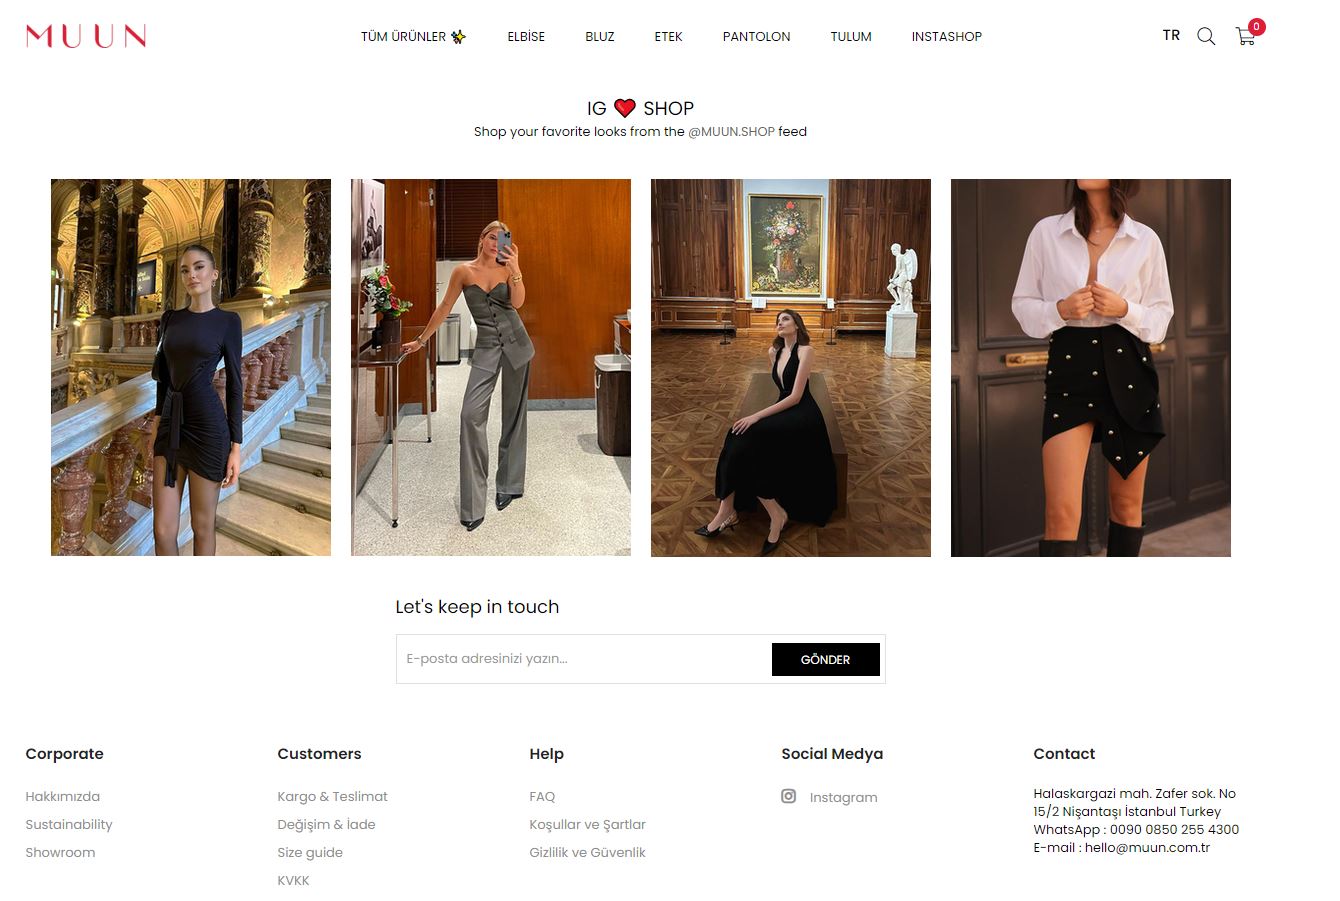 MUUN
TÜM ÜRÜNLER ✨ ELBİSE BLUZ ETEK PANTOLON TULUM INSTASHOP
TR 0
IG ❤️ SHOP
Shop your favorite looks from the @MUUN.SHOP feed
Let's keep in touch
E-posta adresinizi yazın...
GÖNDER
Corporate
Hakkımızda
Sustainability
Showroom
Customers
Kargo & Teslimat
Değişim & İade
Size guide
KVKK
Help
FAQ
Koşullar ve Şartlar
Gizlilik ve Güvenlik
Social Medya
Instagram
Contact
Halaskargazi mah. Zafer sok. No
15/2 Nişantaşı İstanbul Turkey
WhatsApp : 0090 0850 255 4300
E-mail : hello@muun.com.tr